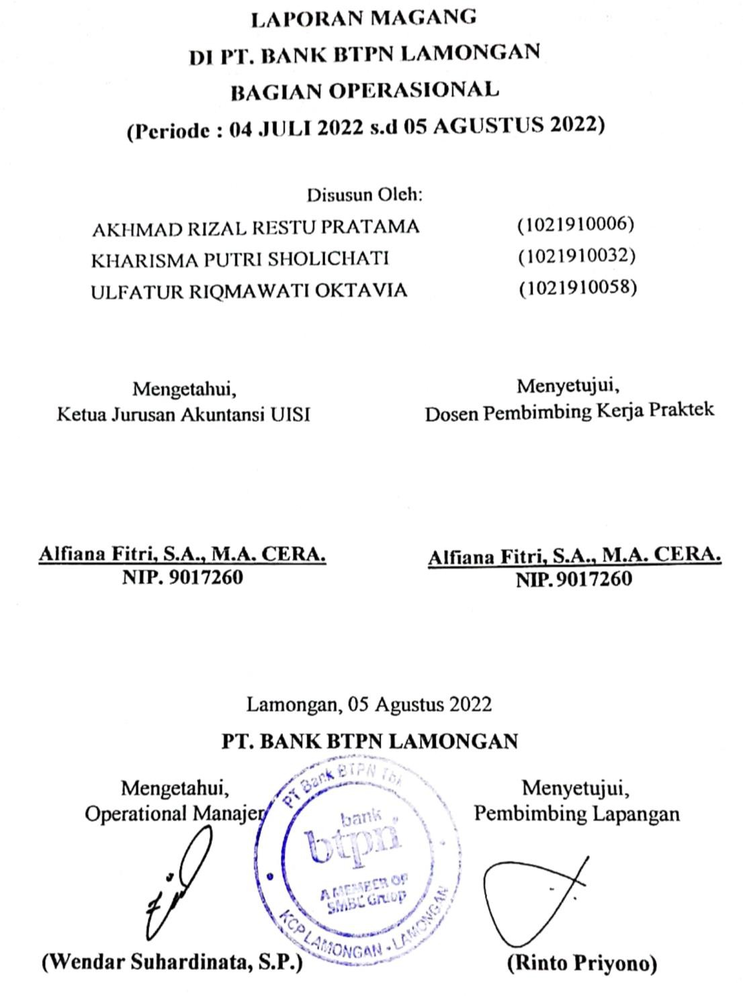 LAPORAN MAGANG
DI PT. BANK BTPN LAMONGAN
BAGIAN OPERASIONAL
(Periode : 04 JULI 2022 s.d 05 AGUSTUS 2022)
Disusun Oleh:
AKHMAD RIZAL RESTU PRATAMA (1021910006)
KHARISMA PUTRI SHOLICHATI (1021910032)
ULFATUR RIQMAWATI OKTAVIA (1021910058)
Mengetahui,
Ketua Jurusan Akuntansi UISI
Menyetujui,
Dosen Pembimbing Kerja Praktek
Alfiana Fitri, S.A., M.A. CERA.
NIP. 9017260
Alfiana Fitri, S.A., M.A. CERA.
NIP. 9017260
Lamongan, 05 Agustus 2022
PT. BANK BTPN LAMONGAN
Mengetahui,
Operational Manajer
PT Bank BTPN Tbk
bank
btpn
A MEMBER OF
SMBC Group
KCP LAMONGAN - LAMONGAN
Menyetujui,
Pembimbing Lapangan
(Wendar Suhardinata, S.P.)
(Rinto Priyono)